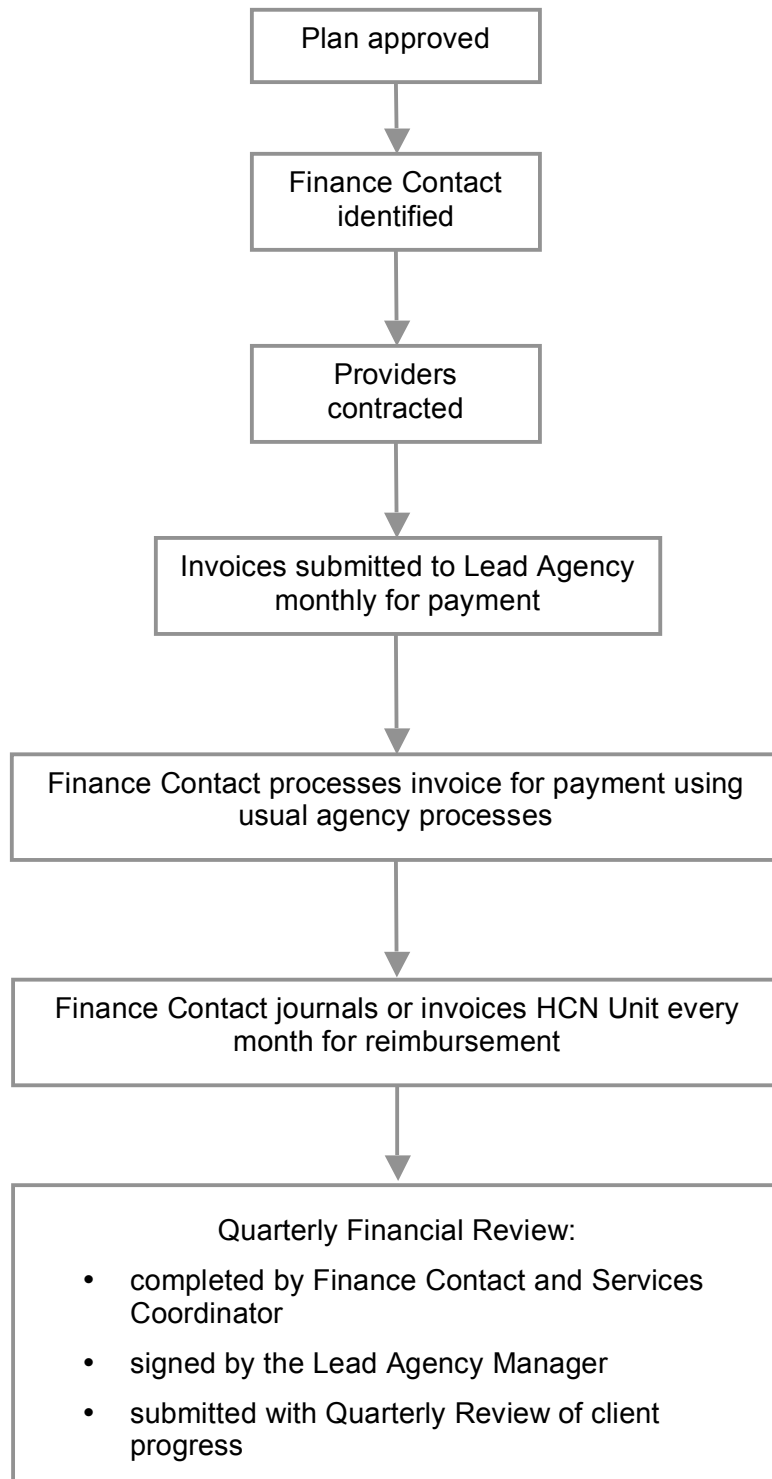 Plan approved
Finance Contact
identified
Providers
contracted
Invoices submitted to Lead Agency
monthly for payment
Finance Contact processes invoice for payment using
usual agency processes
Finance Contact journals or invoices HCN Unit every
month for reimbursement
Quarterly Financial Review:
• completed by Finance Contact and Services
Coordinator
• signed by the Lead Agency Manager
• submitted with Quarterly Review of client
progress